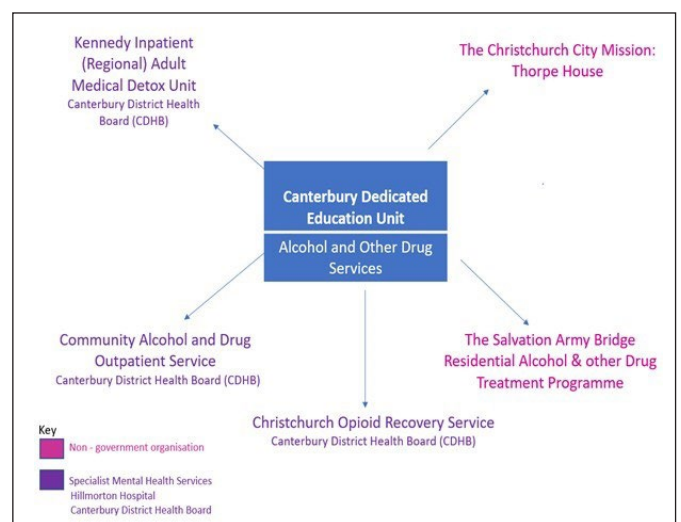 Kennedy Inpatient
(Regional) Adult
Medical Detox Unit
Canterbury District Health
Board (CDHB)
The Christchurch City Mission:
Thorpe House
Canterbury Dedicated
Education Unit
Alcohol and Other Drug
Services
Community Alcohol and Drug
Outpatient Service
Canterbury District Health Board (CDHB)
The Salvation Army Bridge
Residential Alcohol & other Drug
Treatment Programme
Christchurch Opioid Recovery Service
Canterbury District Health Board (CDHB)
Key
Non - government organisation
Specialist Mental Health Services
Hillmorton Hospital
Canterbury District Health Board